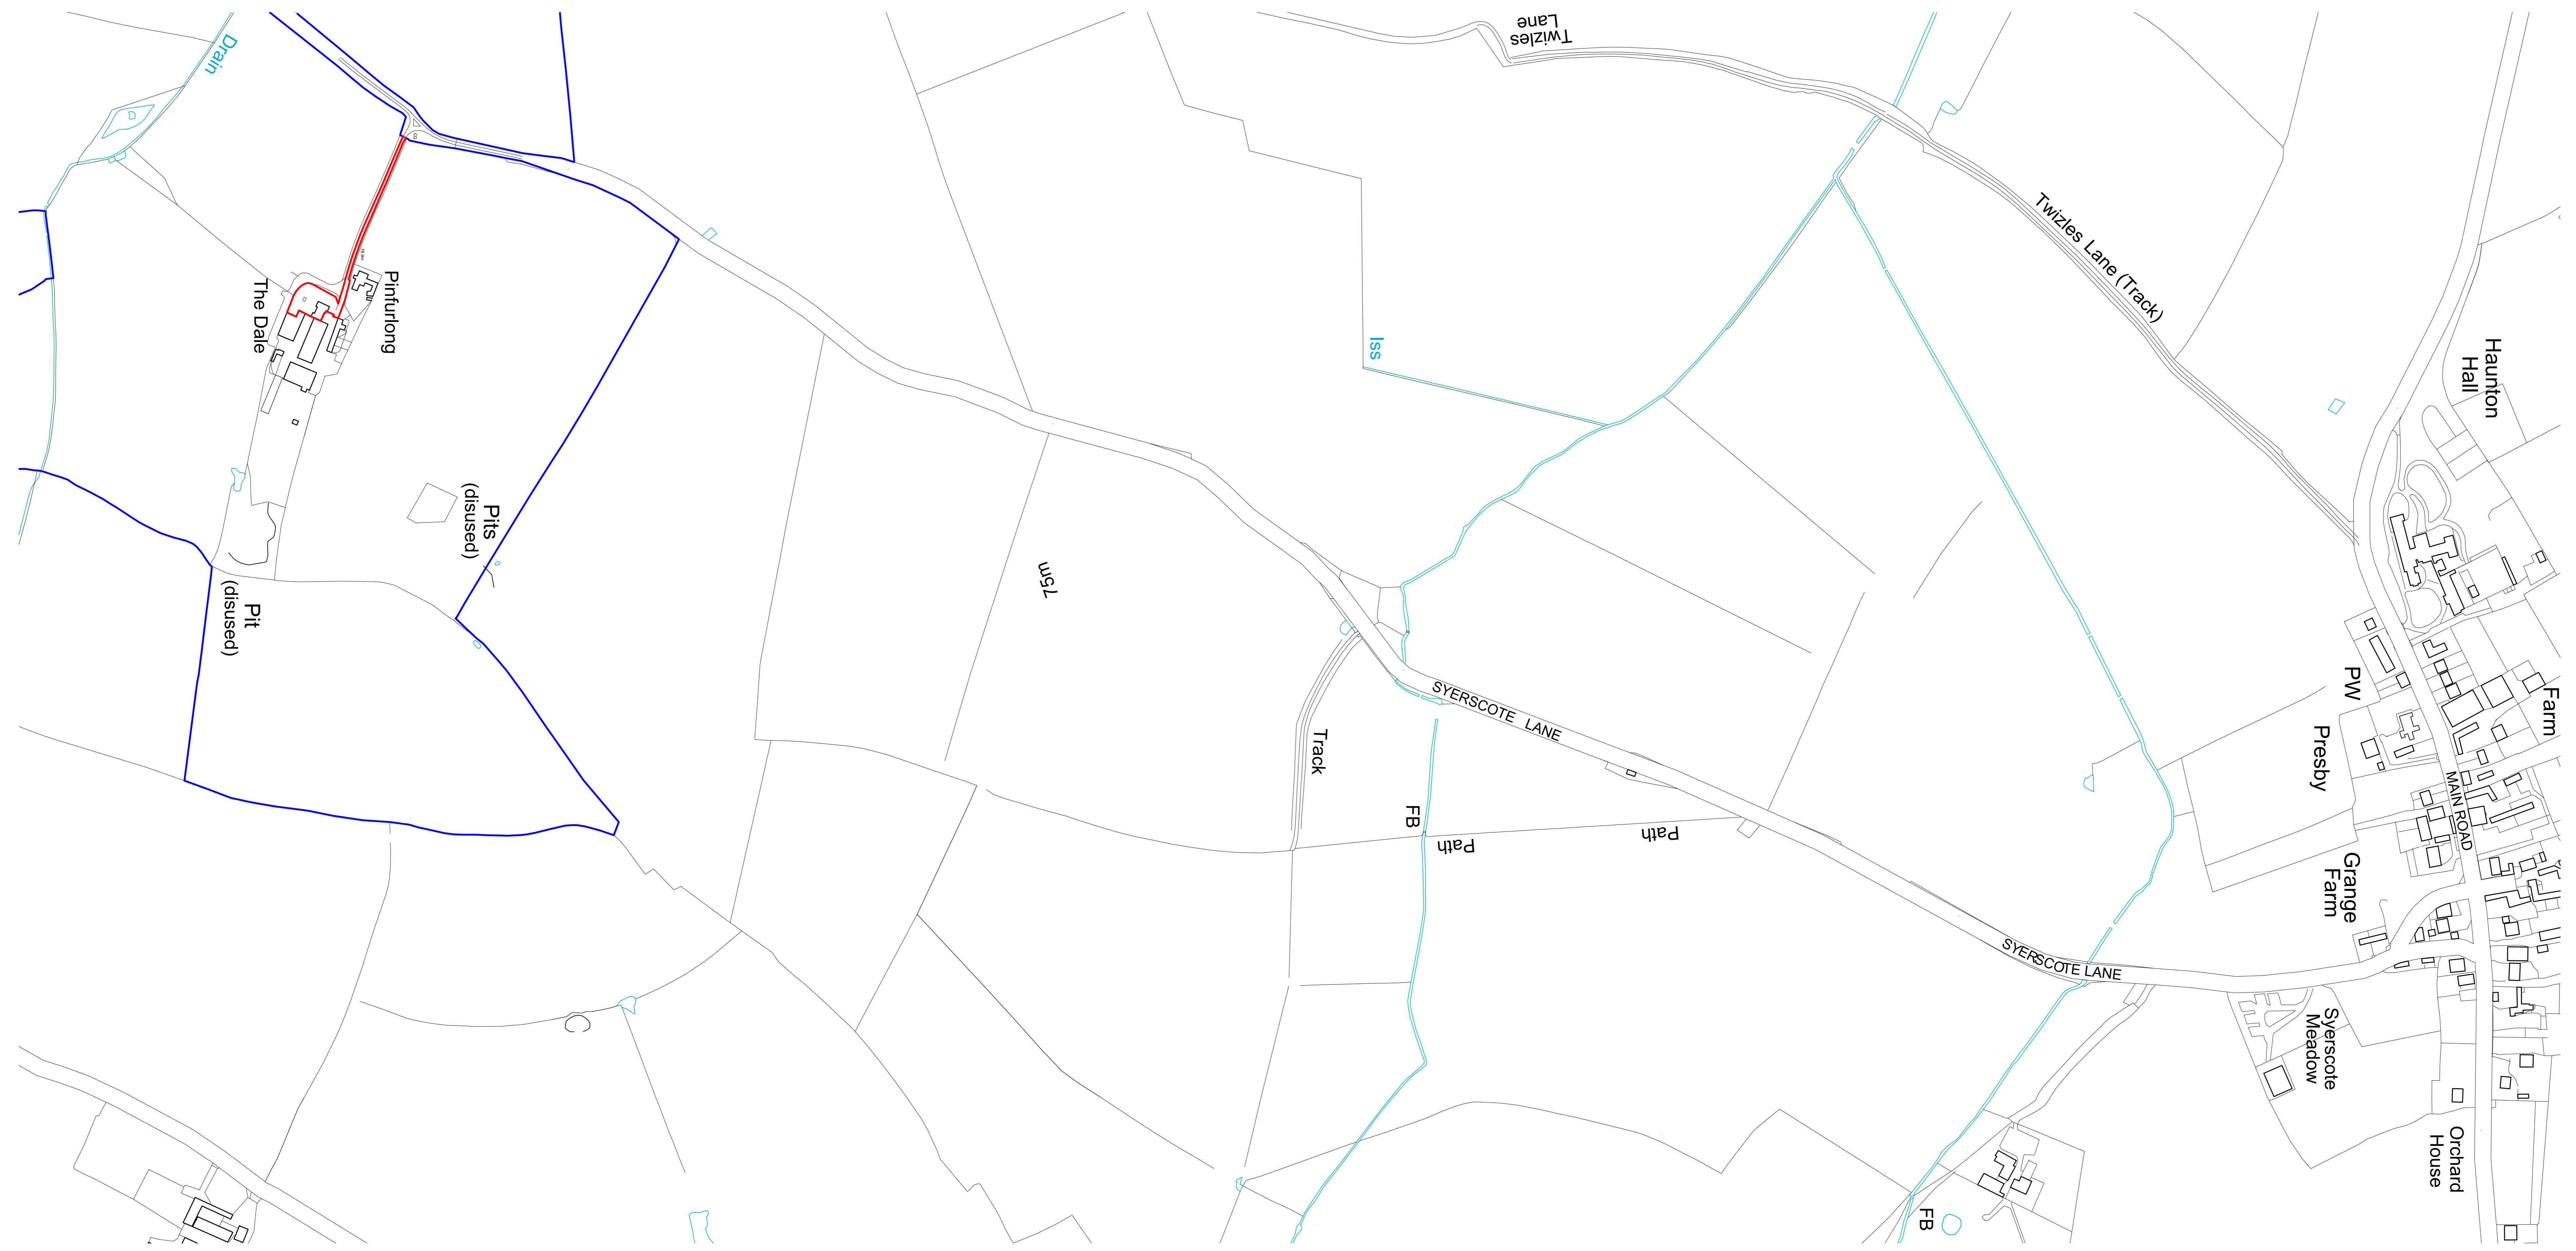 Drain
Twizles
Lane
Twizles Lane (Track)
Haunton
Hall
Pinfurlong
The Dale
Iss
Pits
(disused)
Pit
(disused)
75m
SYERSCOTE LANE
Track
FB
Path
Path
PW
Presby
Farm
MAIN ROAD
Grange
Farm
SYERSCOTE LANE
Syerscote
Meadow
Orchard
House
FB